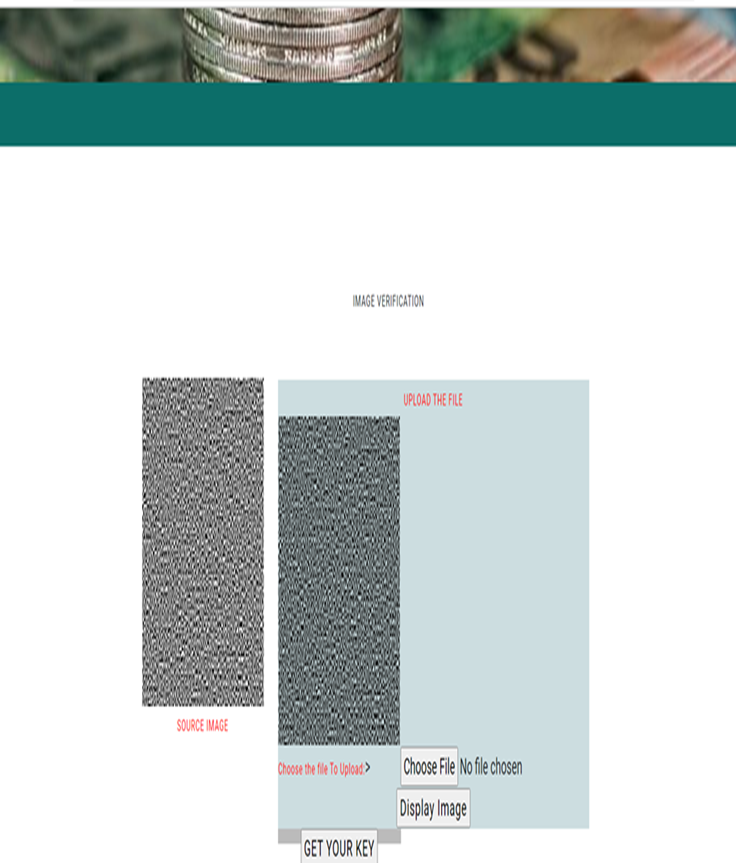 IMAGE VERIFICATION
UPLOAD THE FILE
SOURCE IMAGE
Choose the file To Upload:>
Choose File No file chosen
Display Image
GET YOUR KEY